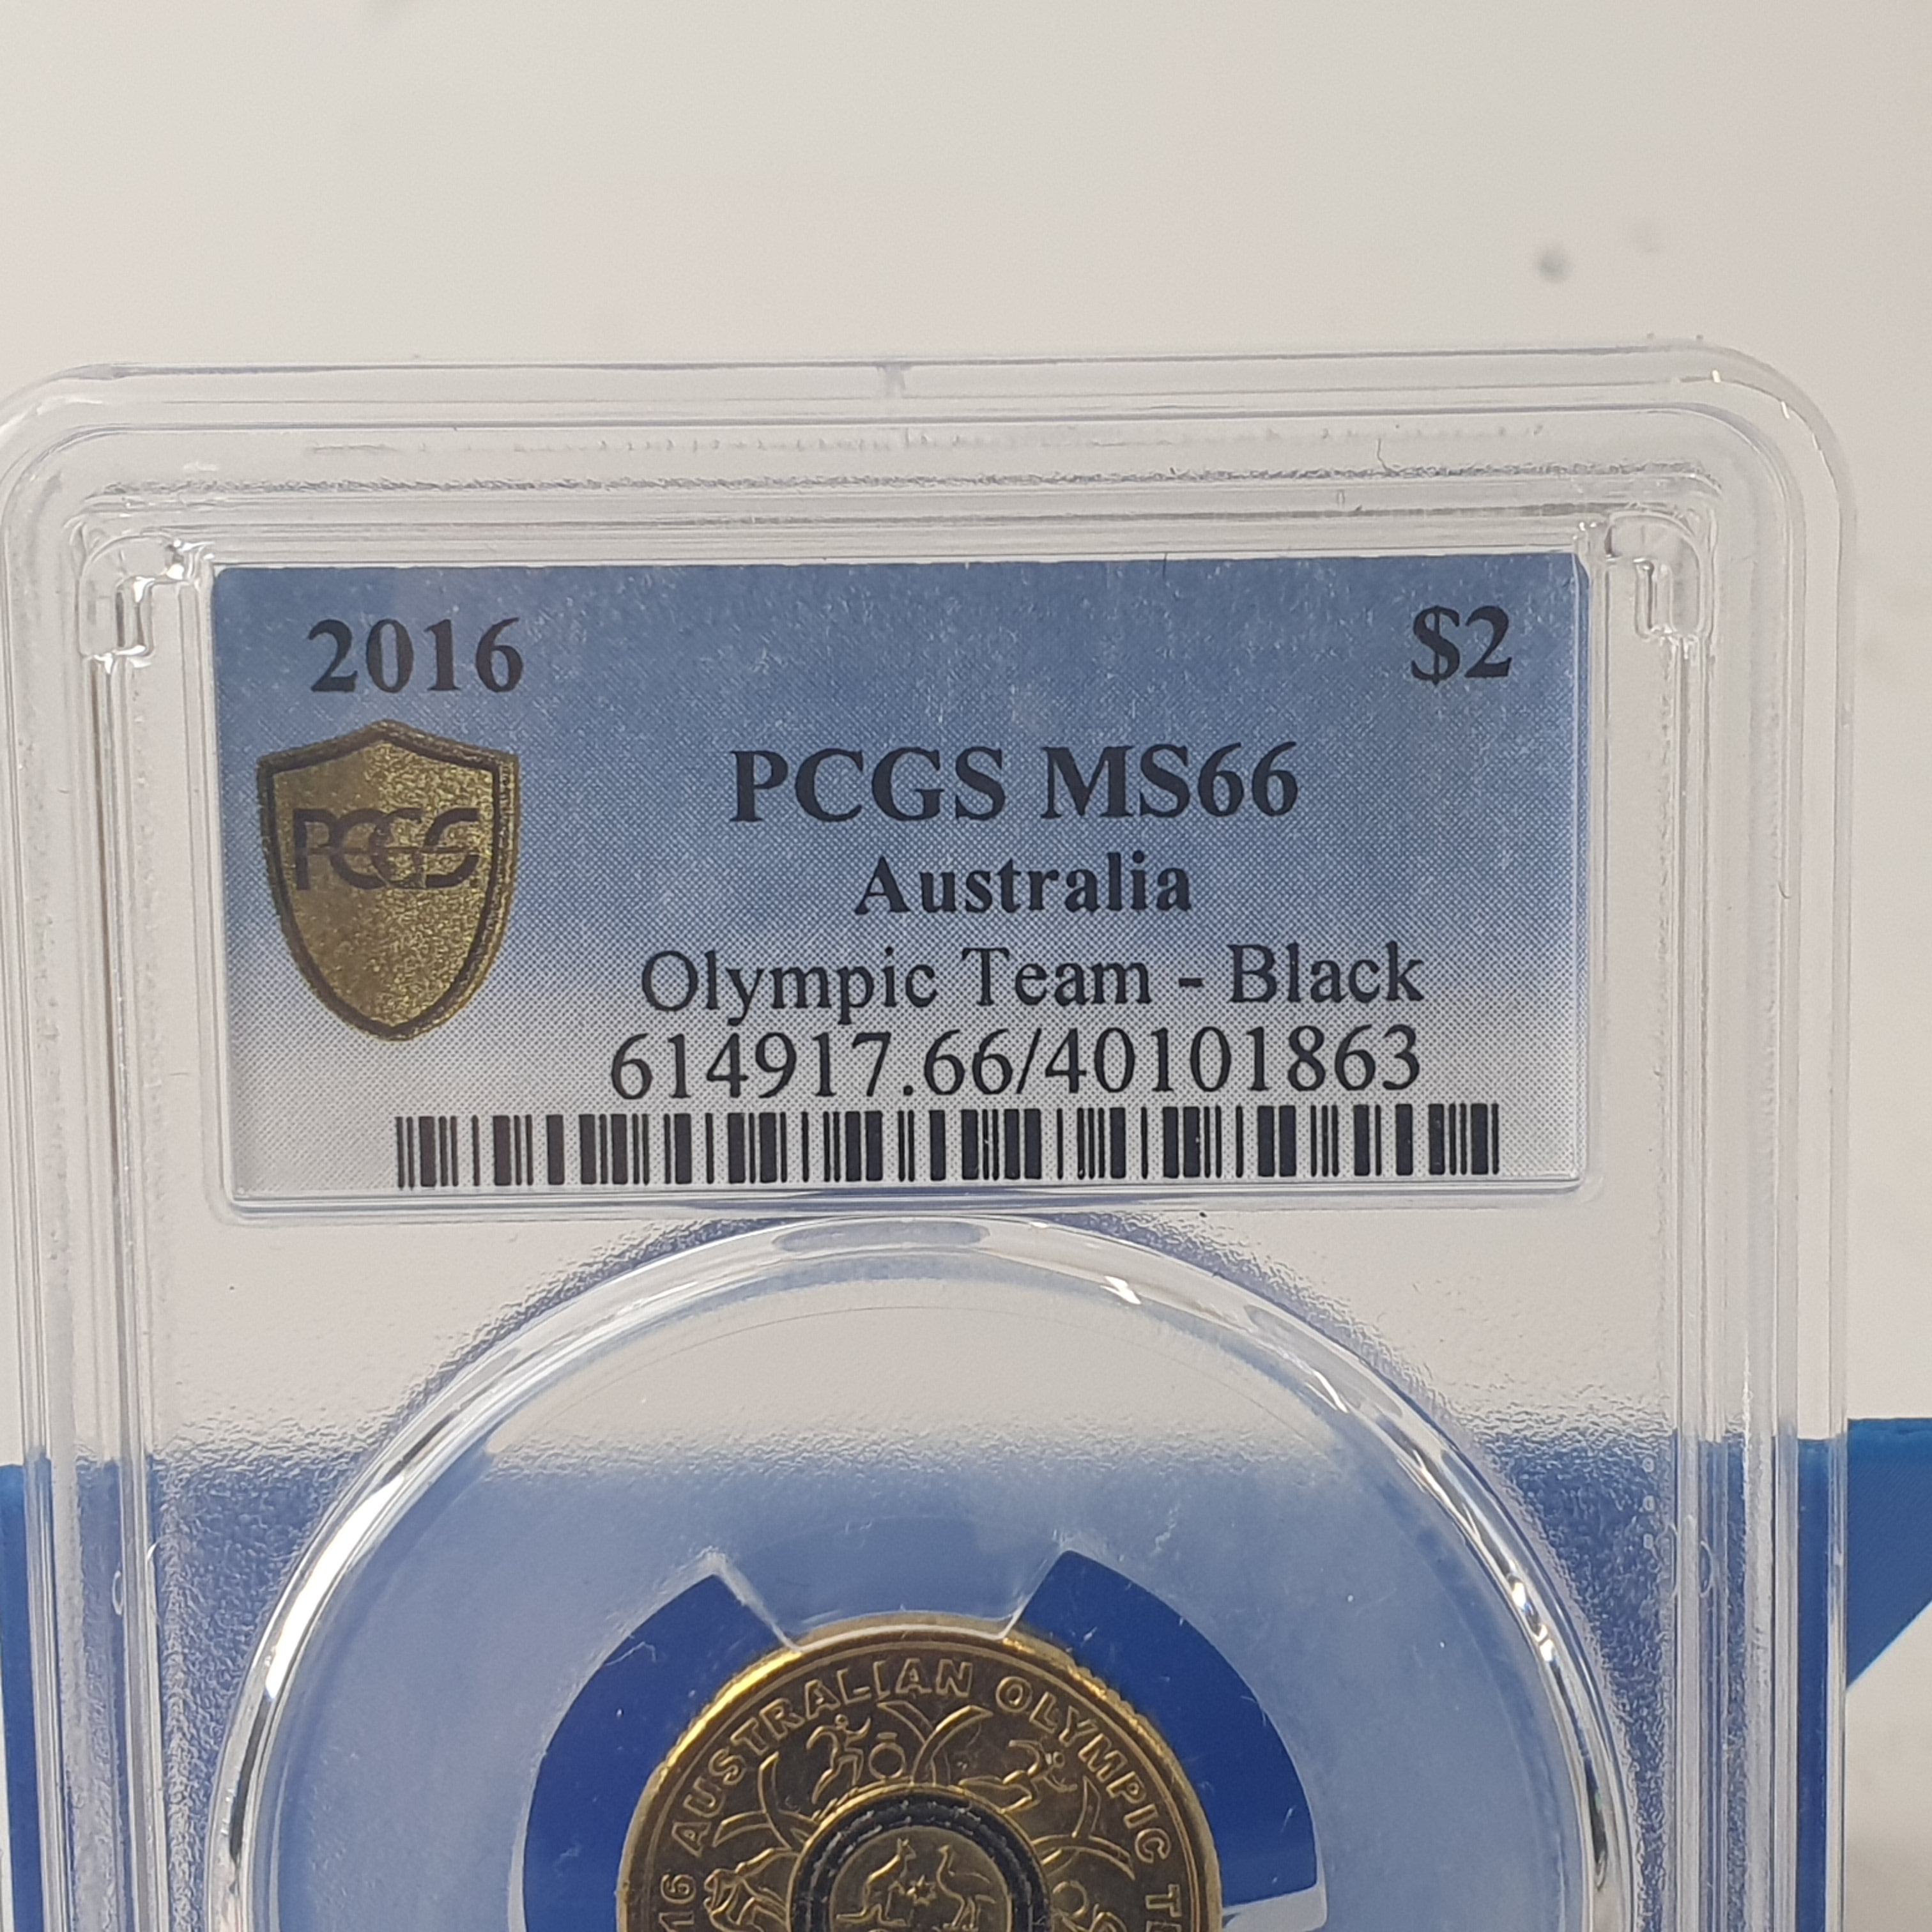 2016 $2
PCGS
PCGS MS66
Australia
Olympic Team - Black
614917.66/40101863
AUSTRALIAN OLYMPIC